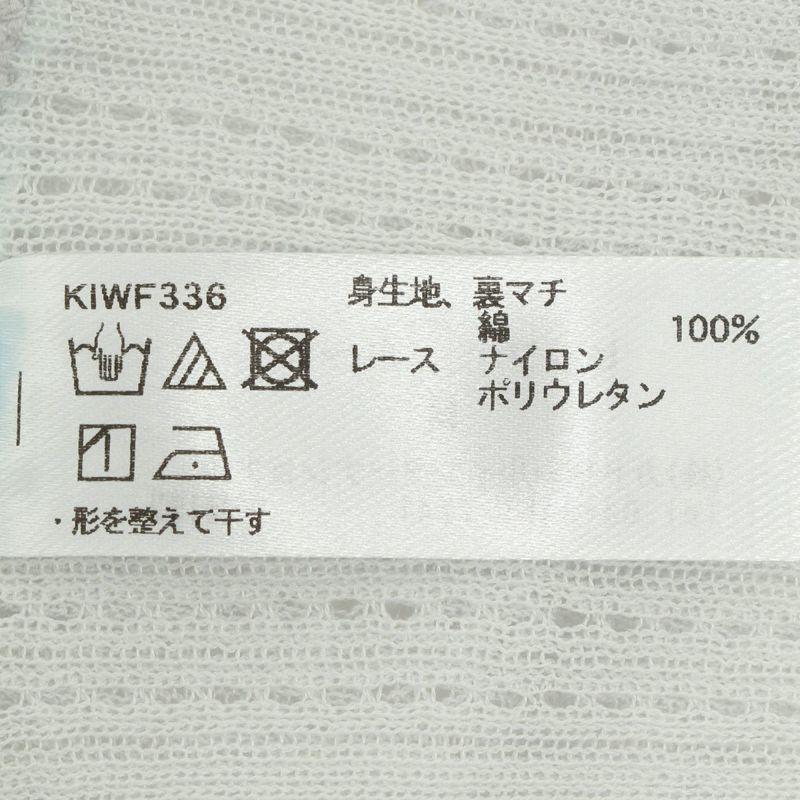 KIWF336
身生地、裏マチ
綿 100%
レース ナイロン
ポリウレタン
・形を整えて干す